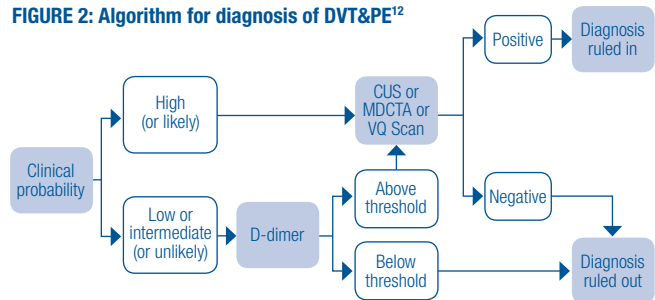 FIGURE 2: Algorithm for diagnosis of DVT&PE12
Clinical
probability
High
(or likely)
Low or
intermediate
(or unlikely)
D-dimer
Above
threshold
Below
threshold
CUS or
MDCTA or
VQ Scan
Positive
Negative
Diagnosis
ruled in
Diagnosis
ruled out